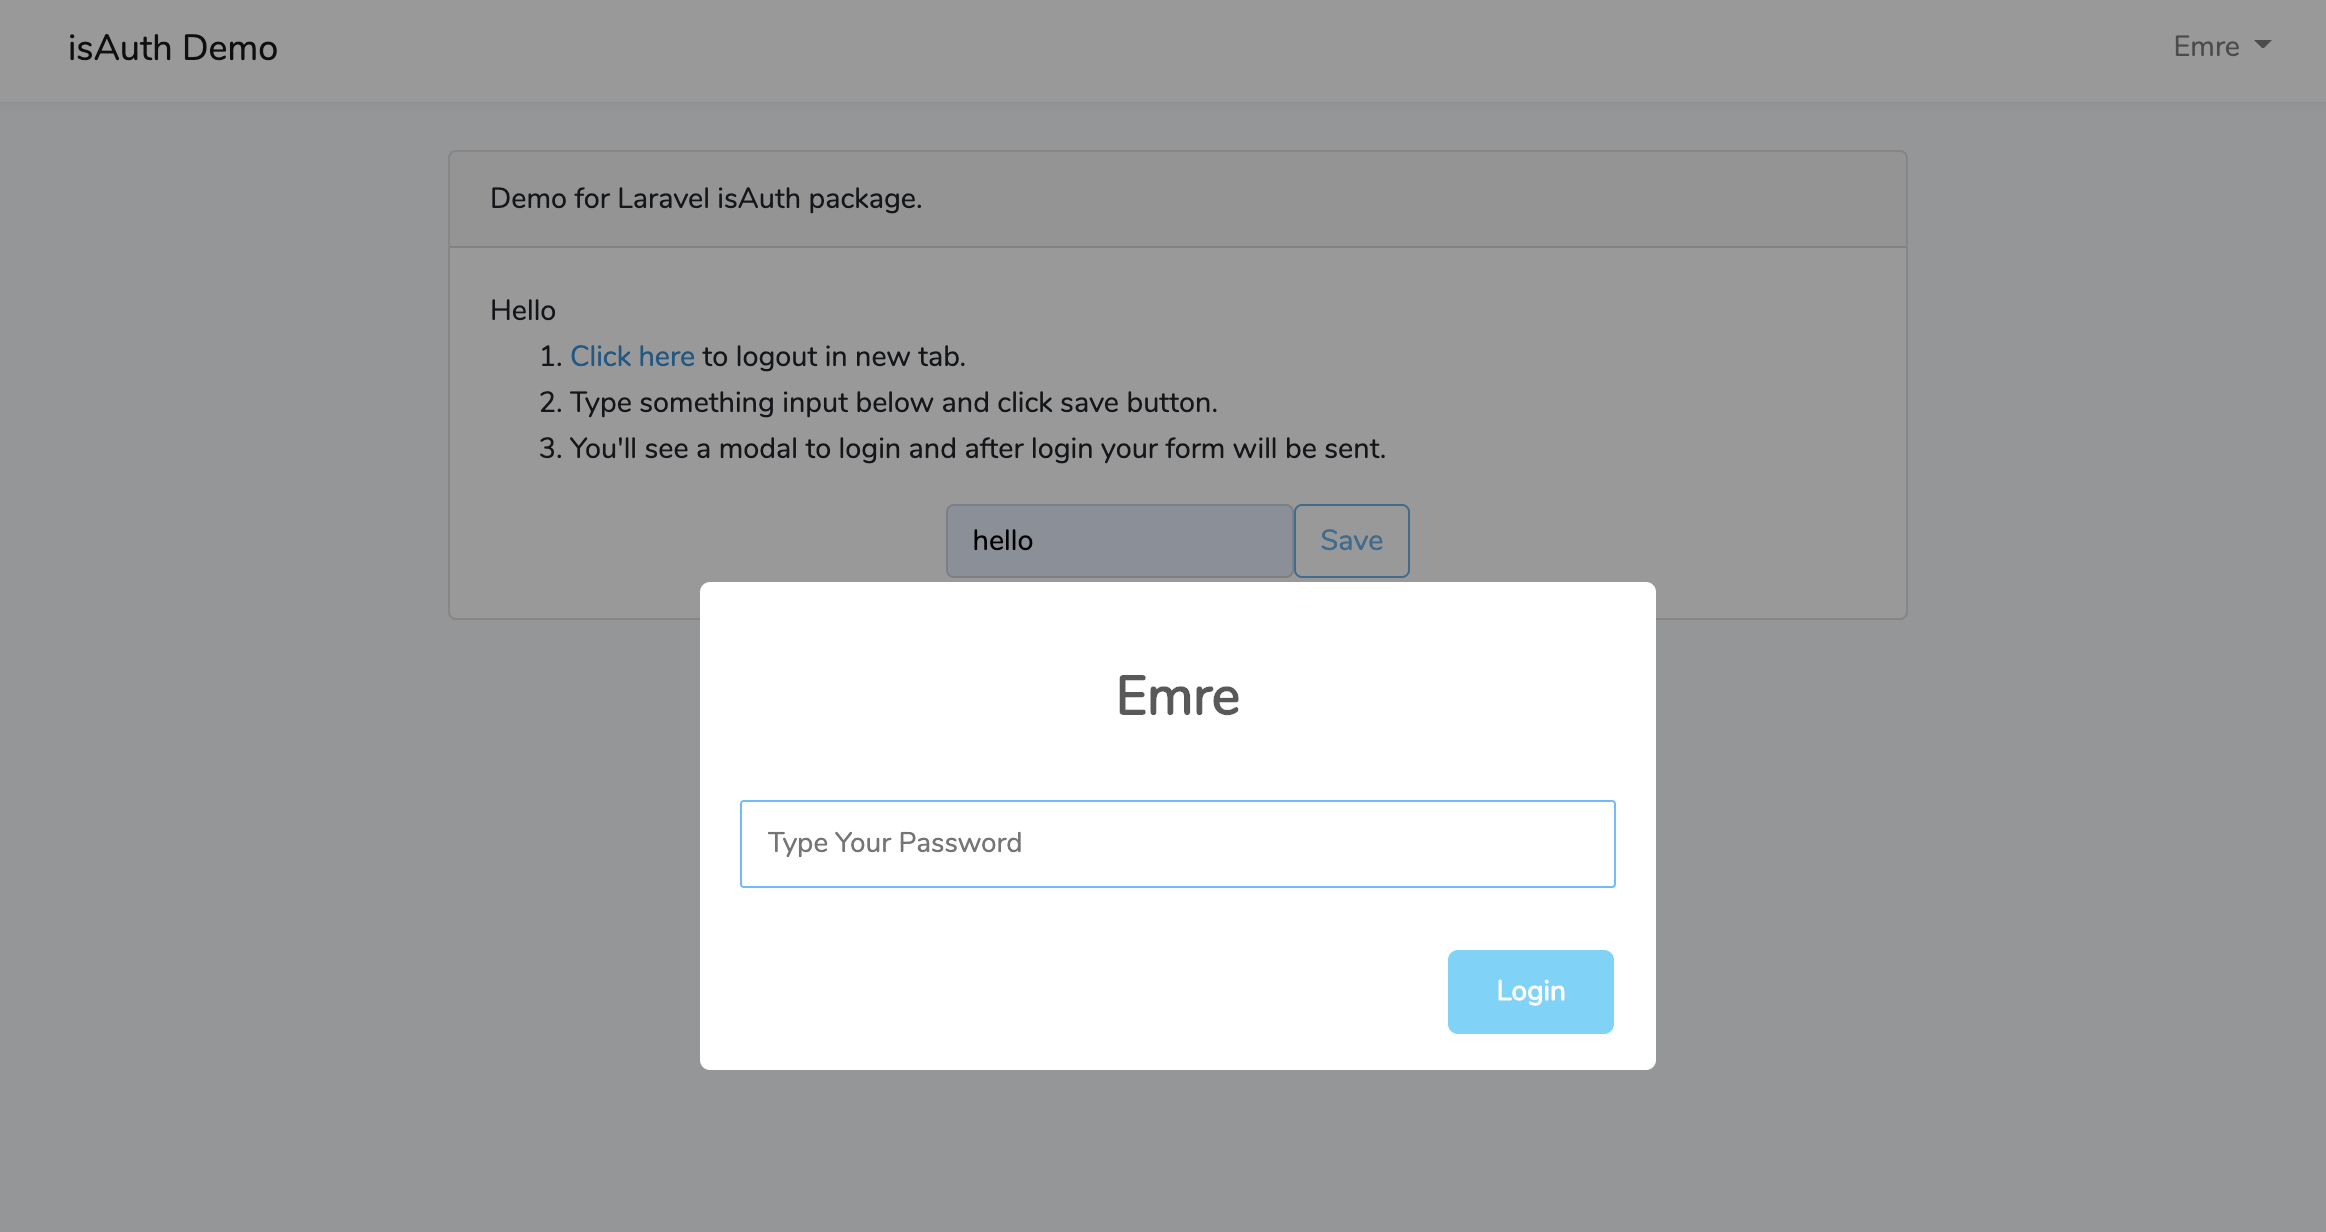 isAuth Demo
Emre
Demo for Laravel isAuth package.
Hello
1. Click here to logout in new tab.
2. Type something input below and click save button.
3. You'll see a modal to login and after login your form will be sent.
hello
Save
Emre
Type Your Password
Login